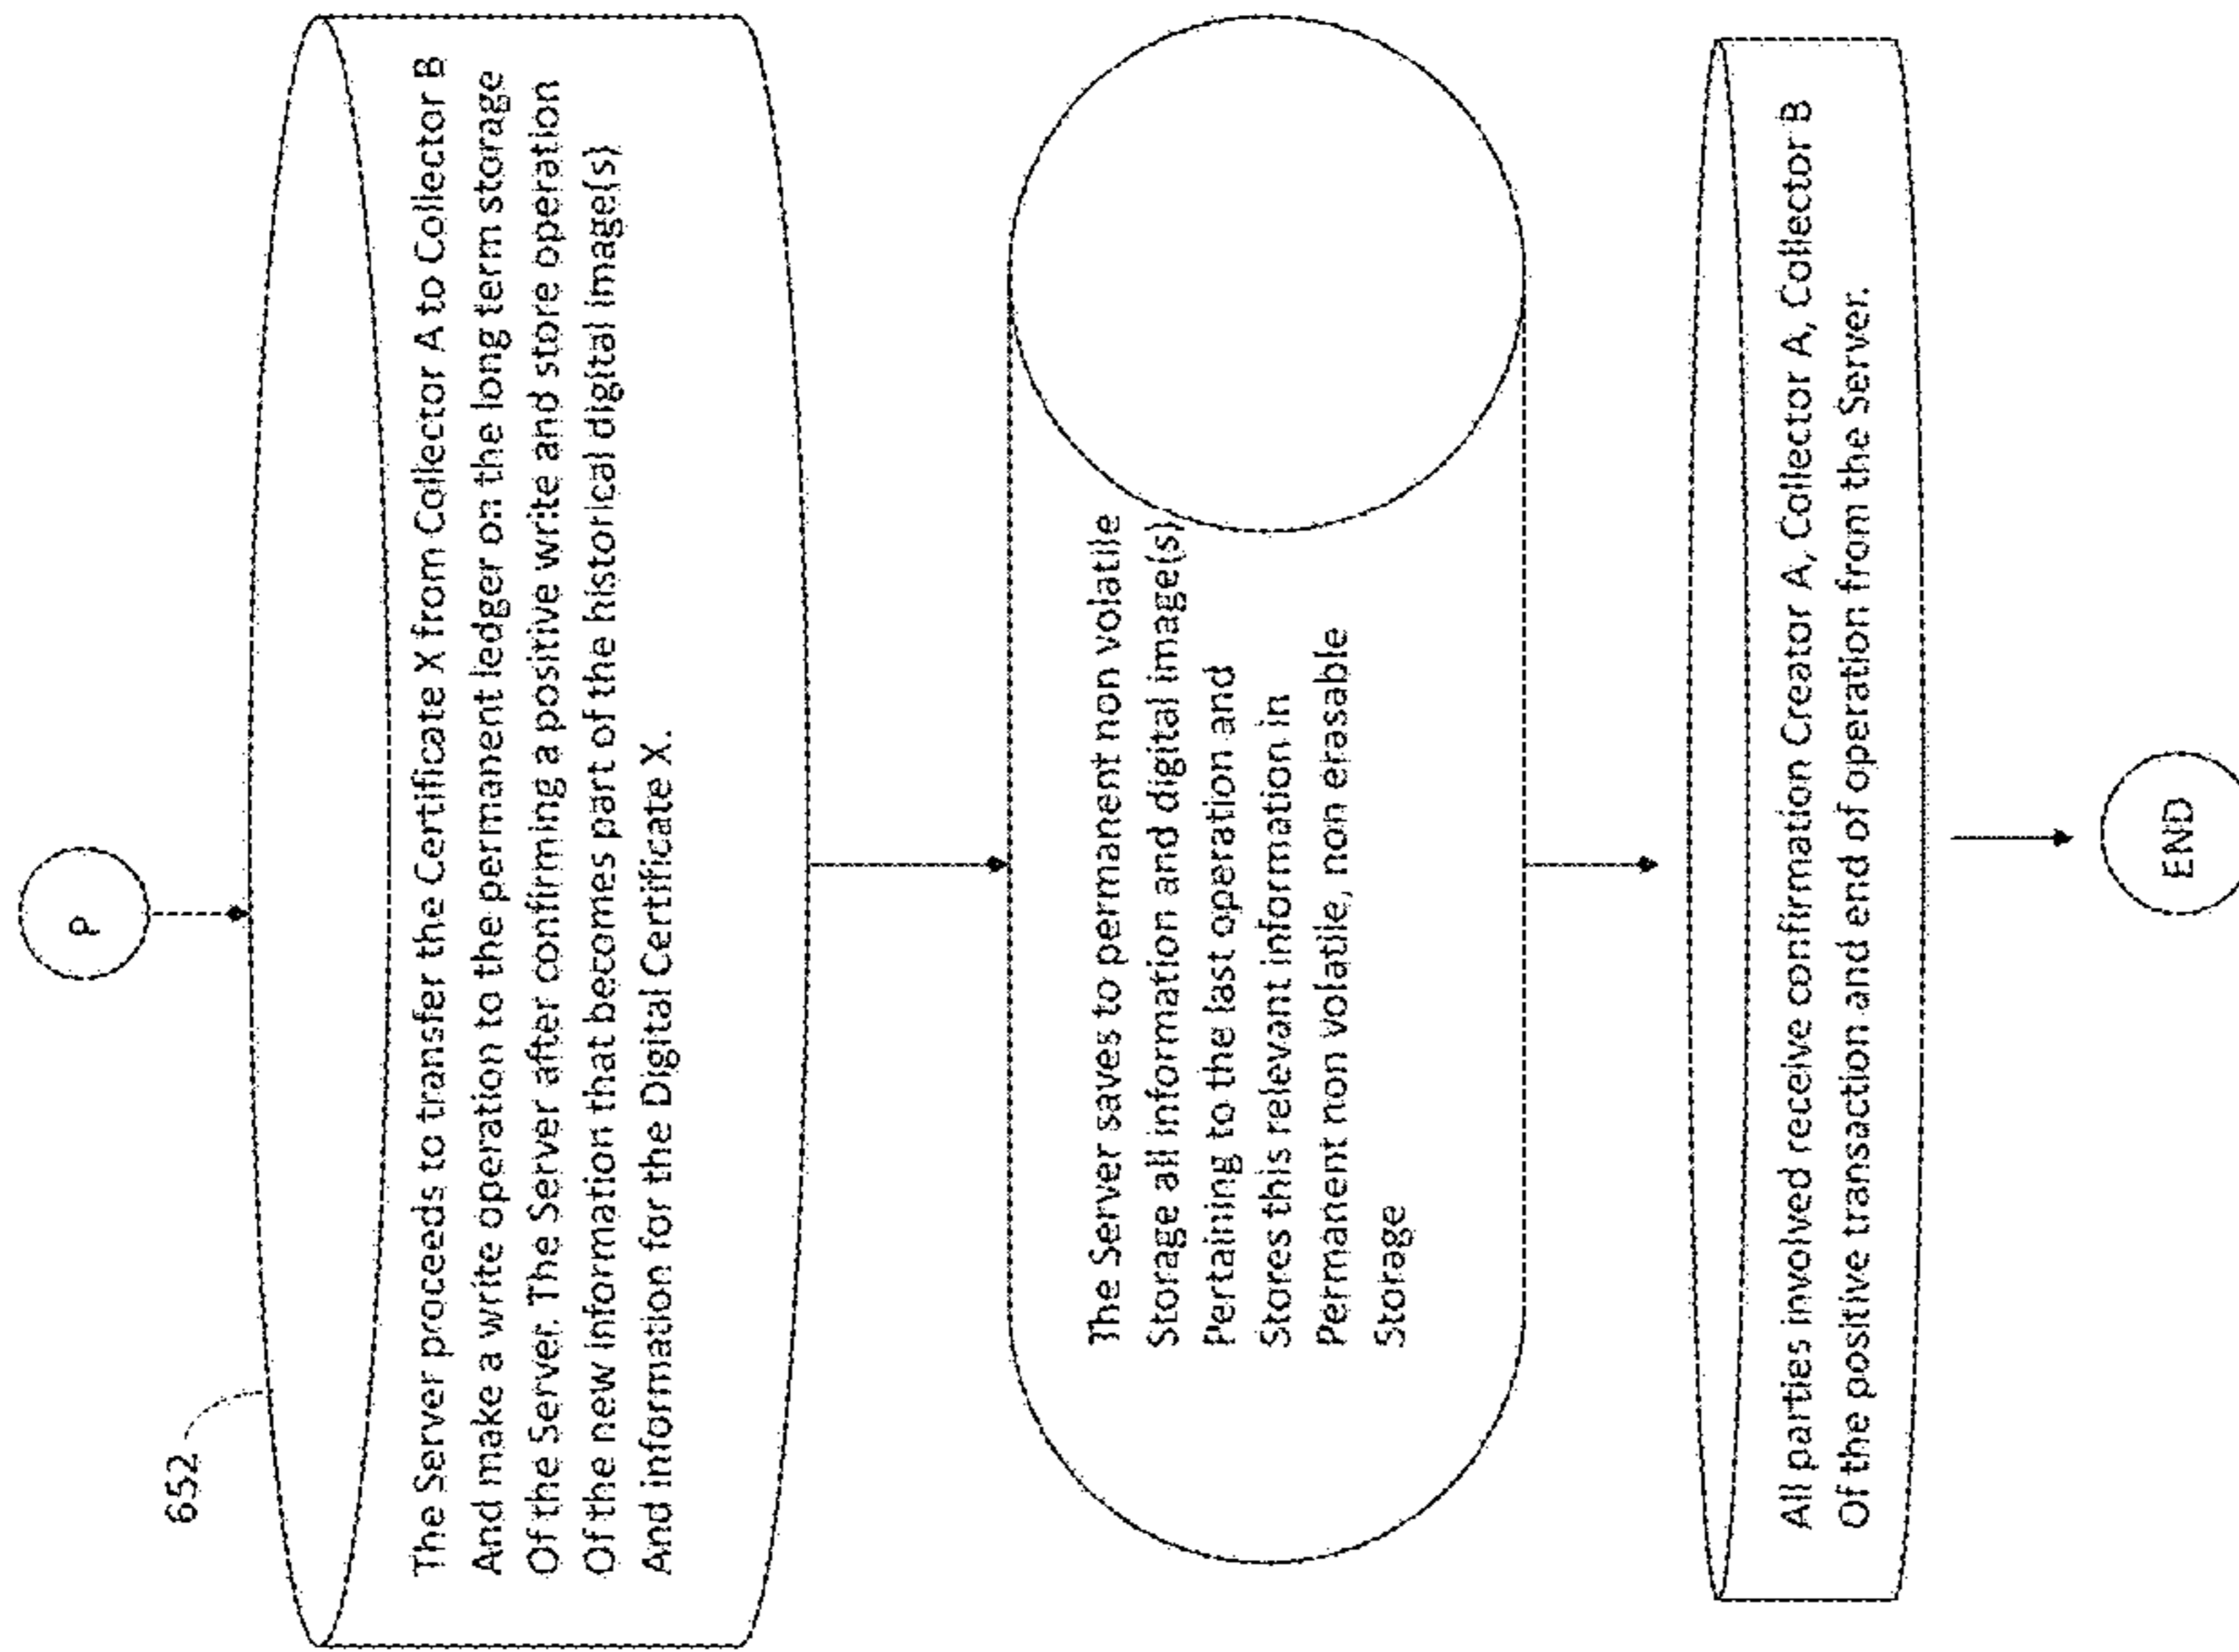 P
652
The Server proceeds to transfer the Certificate X from Collector A to Collector B
And make a write operation to the permanent ledger on the long term storage
Of the Server. The Server after confirming a positive write and store operation
Of the new information that becomes part of the historical digital image(s)
And information for the Digital Certificate X.
The Server saves to permanent non volatile
Storage all information and digital image(s)
Pertaining to the last operation and
Stores this relevant information in
Permanent non volatile, non erasable
Storage
All parties involved receive confirmation Creator A, Collector A, Collector B
Of the positive transaction and end of operation from the Server.
END